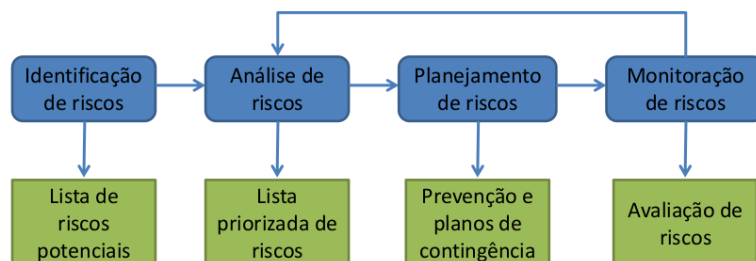 Identificação
de riscos
Análise de
riscos
Planejamento
de riscos
Monitoração
de riscos
Lista de
riscos
potenciais
Lista
priorizada de
riscos
Prevenção e
planos de
contingência
Avaliação de
riscos